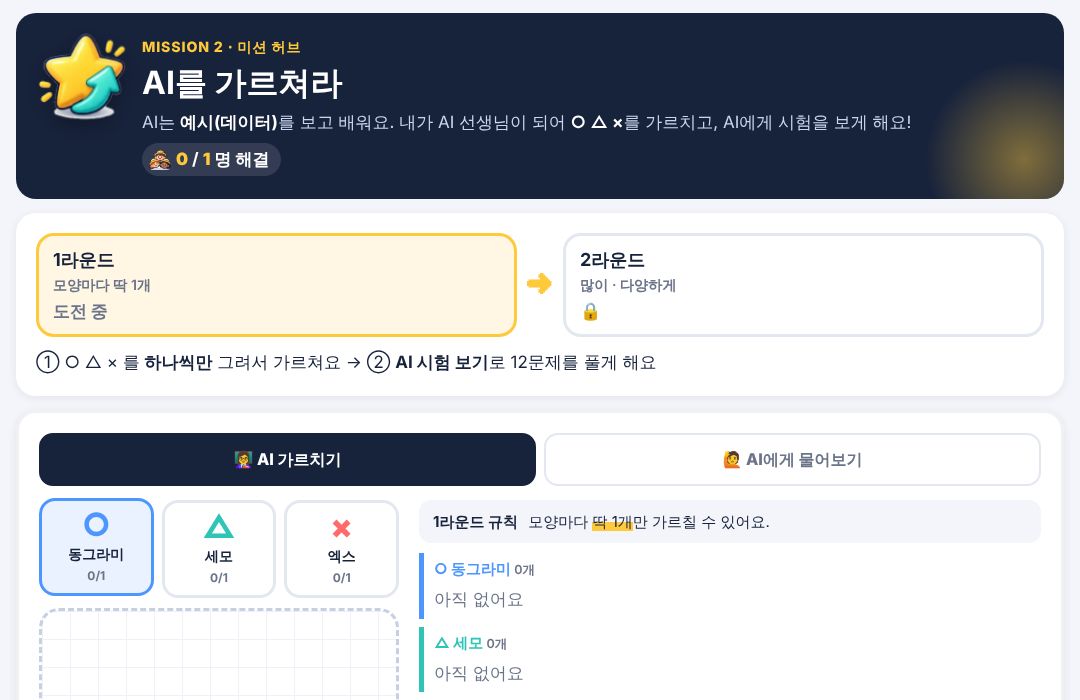 MISSION 2 · 미션 허브
AI를 가르쳐라
AI는 예시(데이터)를 보고 배워요. 내가 AI 선생님이 되어 ○ △ ×를 가르치고, AI에게 시험을 보게 해요!
0 / 1 명 해결
1라운드
모양마다 딱 1개
도전 중
2라운드
많이 · 다양하게
① ○ △ × 를 하나씩만 그려서 가르쳐요 → ② AI 시험 보기로 12문제를 풀게 해요
AI 가르치기
AI에게 물어보기
동그라미
0/1
세모
0/1
엑스
0/1
1라운드 규칙 모양마다 딱 1개만 가르칠 수 있어요.
○ 동그라미 0개
아직 없어요
△ 세모 0개
아직 없어요